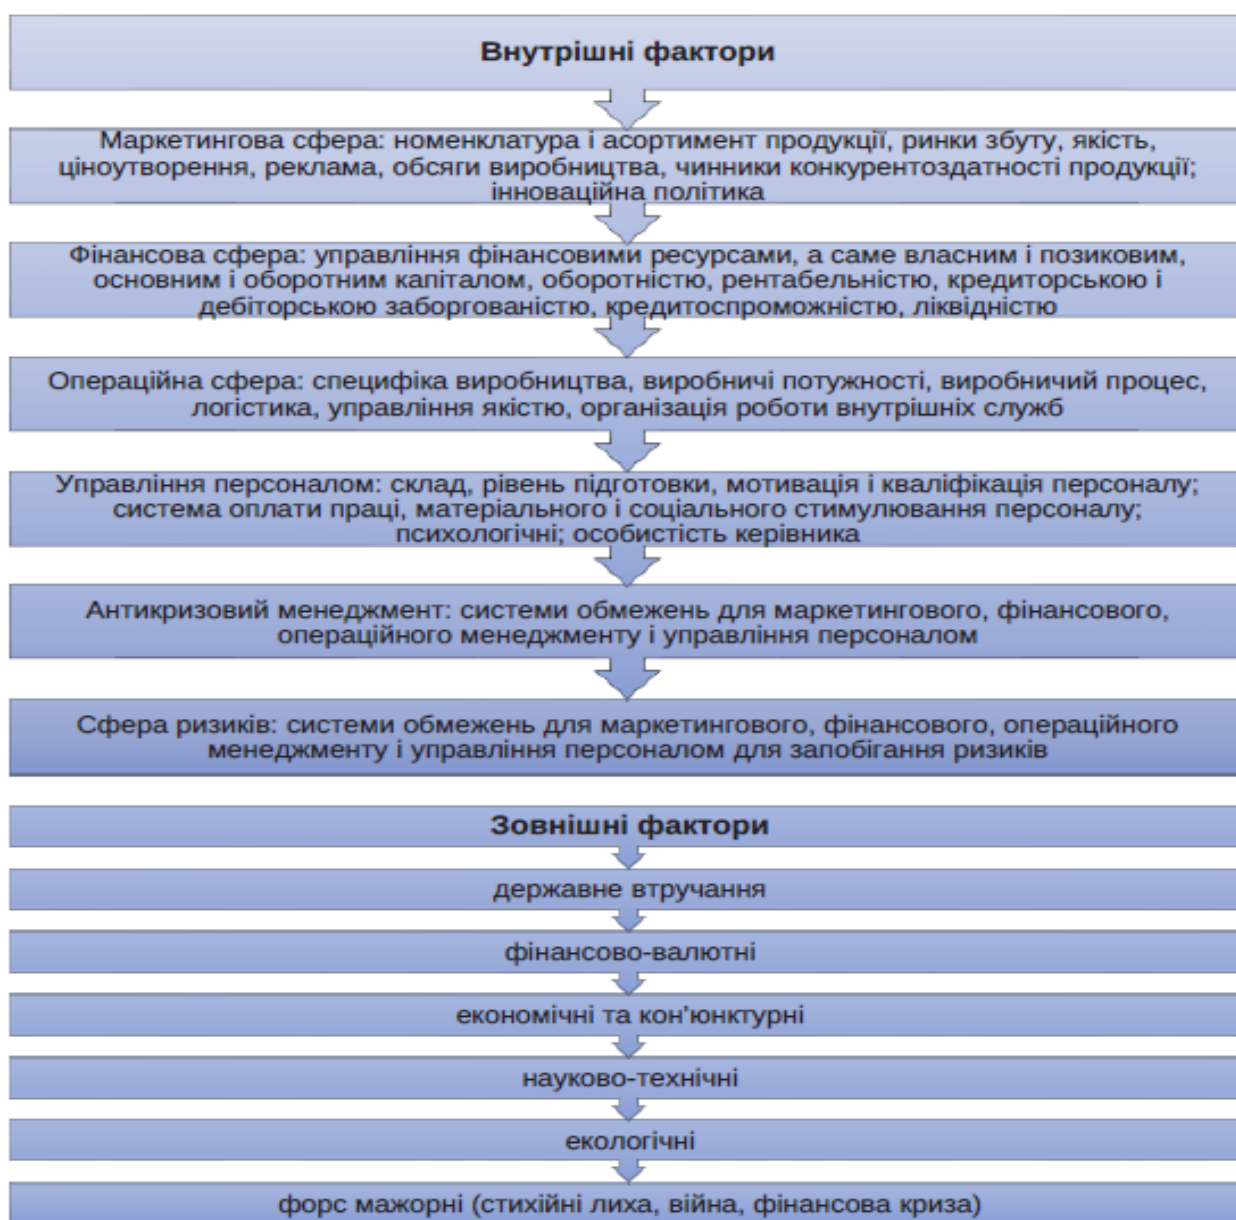 Внутрішні фактори
Маркетингова сфера: номенклатура і асортимент продукції, ринки збуту, якість,
ціноутворення, реклама, обсяги виробництва, чинники конкурентоздатності продукції;
інноваційна політика
Фінансова сфера: управління фінансовими ресурсами, а саме власним і позиковим,
основним і оборотним капіталом, оборотністю, рентабельністю, кредиторською і
дебіторською заборгованістю, кредитоспроможністю, ліквідністю
Операційна сфера: специфіка виробництва, виробничі потужності, виробничий процес,
логістика, управління якістю, організація роботи внутрішніх служб
Управління персоналом: склад, рівень підготовки, мотивація і кваліфікація персоналу;
система оплати праці, матеріального і соціального стимулювання персоналу;
психологічні; особистість керівника
Антикризовий менеджмент: системи обмежень для маркетингового, фінансового,
операційного менеджменту і управління персоналом
Сфера ризиків: системи обмежень для маркетингового, фінансового, операційного
менеджменту і управління персоналом для запобігання ризиків
Зовнішні фактори
державне втручання
фінансово-валютні
економічні та кон'юнктурні
науково-технічні
екологічні
форс мажорні (стихійні лиха, війна, фінансова криза)